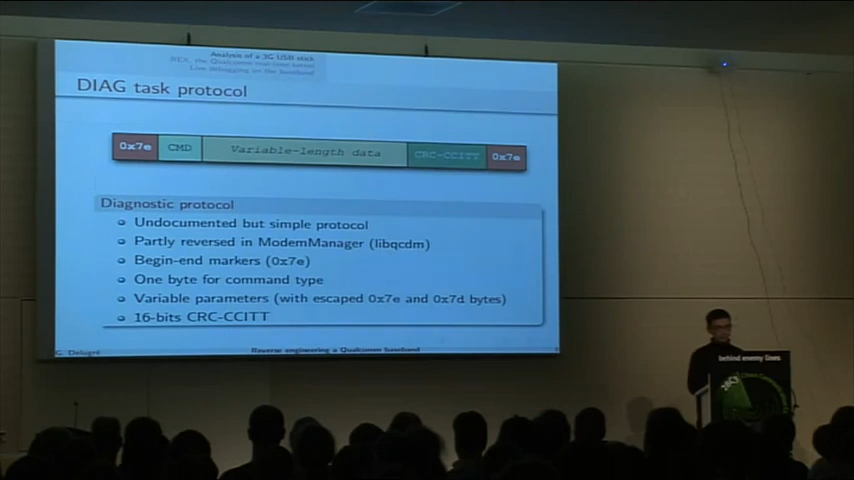 Analysis of a 3G USB stick
REX, the Qualcomm real-time kernel
Live debugging on the baseband
DIAG task protocol
0x7e CMD Variable-length data CRC-CCITT 0x7e
Diagnostic protocol
Undocumented but simple protocol
Partly reversed in ModemManager (libqcdm)
Begin-end markers (0x7e)
One byte for command type
Variable parameters (with escaped 0x7e and 0x7d bytes)
16-bits CRC-CCITT
G. Delugré
Reverse engineering a Qualcomm baseband
behind enemy lines